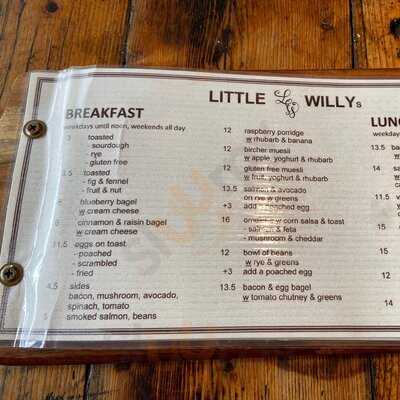 LITTLE WILLYs
BREAKFAST
weekdays until noon, weekends all day
3 toasted
- sourdough
- rye
- gluten free
toasted
- fig & fennel
- fruit & nut
blueberry bagel
w cream cheese
cinnamon & raisin bagel
w cream cheese
11.5 eggs on toast
- poached
- scrambled
- fried
4.5 sides
bacon, mushroom, avocado,
spinach, tomato
5 smoked salmon, beans
12 raspberry porridge
w rhubarb & banana
12 bircher muesli
w apple yoghurt & rhubarb
12 gluten free muesli
w fruit, yoghurt & rhubarb
13.5 salmon & avocado
on rye w greens
+3 add a poached egg
16 omelette w corn salsa & toast
- salmon & feta
- mushroom & cheddar
12 bowl of beans
w rye & greens
+3 add a poached egg
13.5 bacon & egg bagel
w tomato chutney & greens
LUN
weekday
13.5
14
11.5
15
12
15